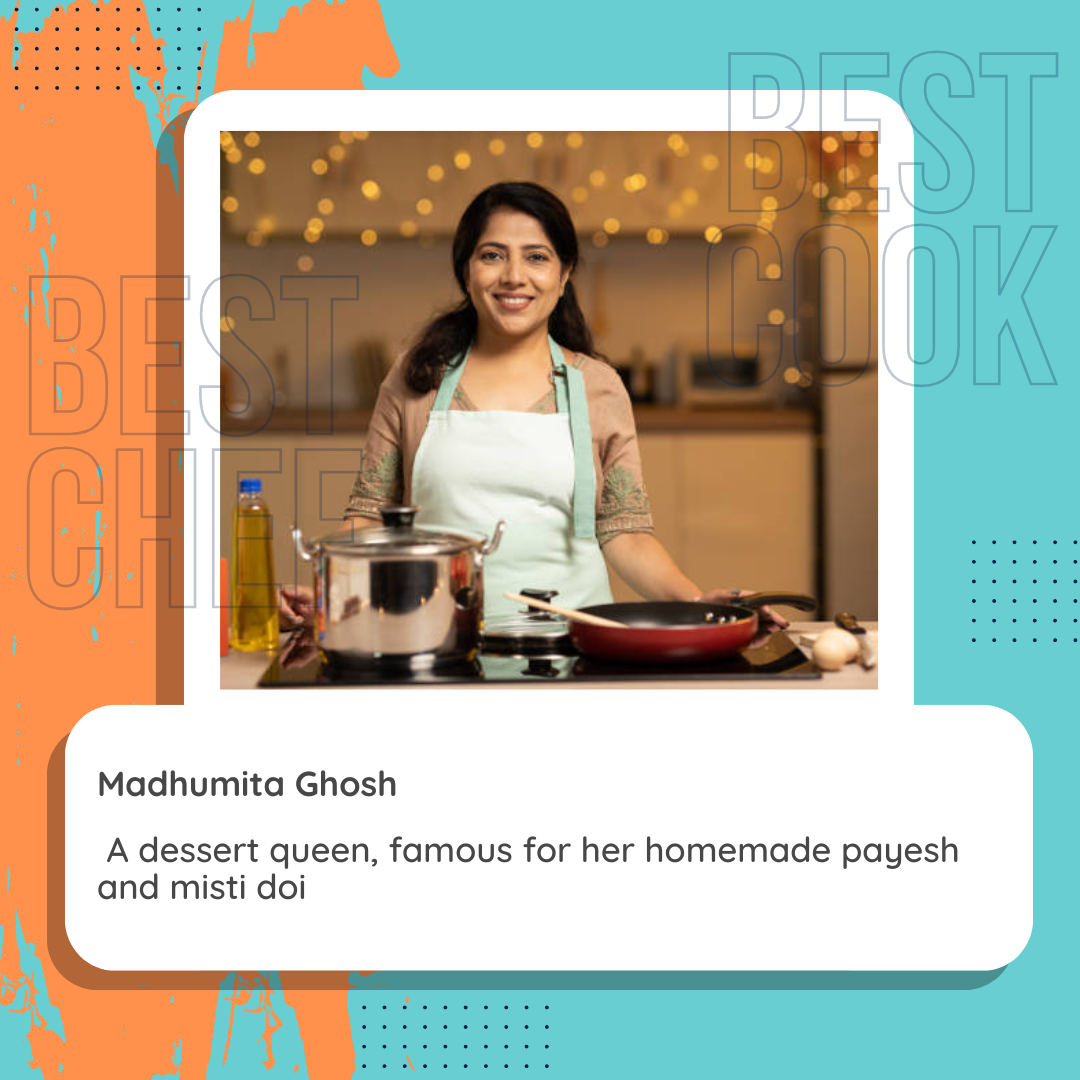 BEST
COOK
BEST
CHEF
Madhumita Ghosh
A dessert queen, famous for her homemade payesh
and misti doi